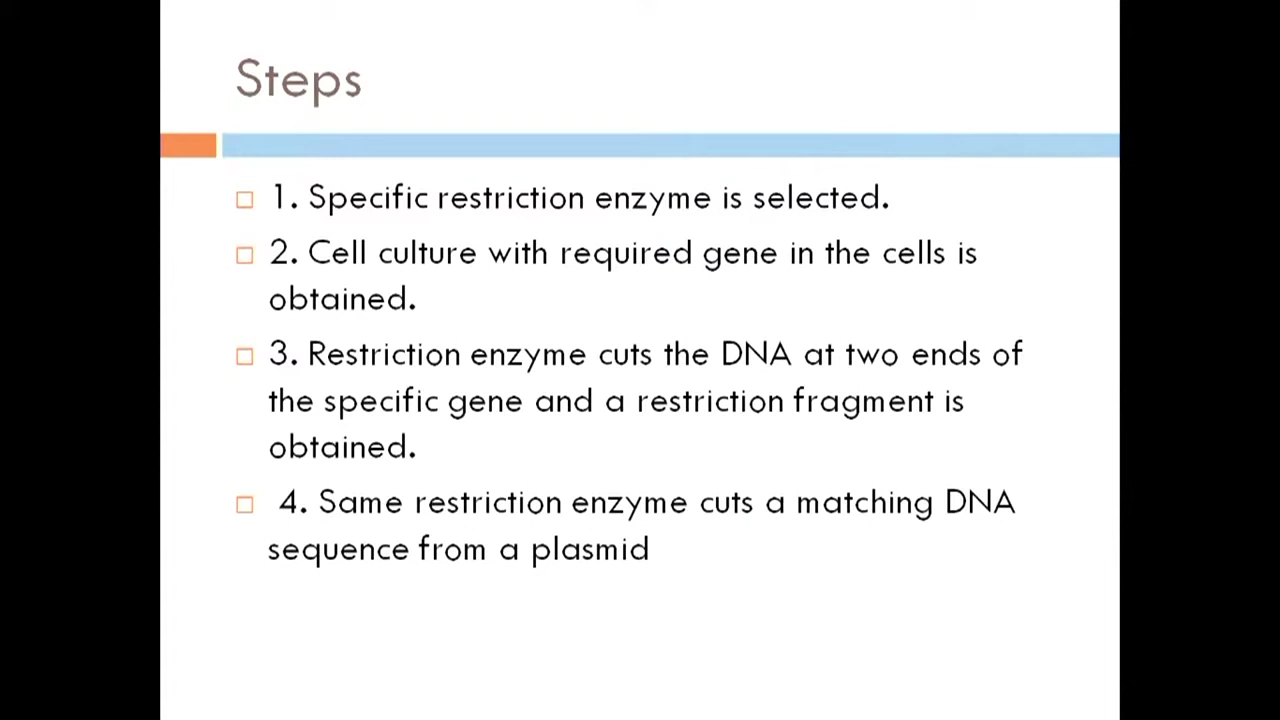 Steps
1. Specific restriction enzyme is selected.
2. Cell culture with required gene in the cells is
obtained.
3. Restriction enzyme cuts the DNA at two ends of
the specific gene and a restriction fragment is
obtained.
4. Same restriction enzyme cuts a matching DNA
sequence from a plasmid